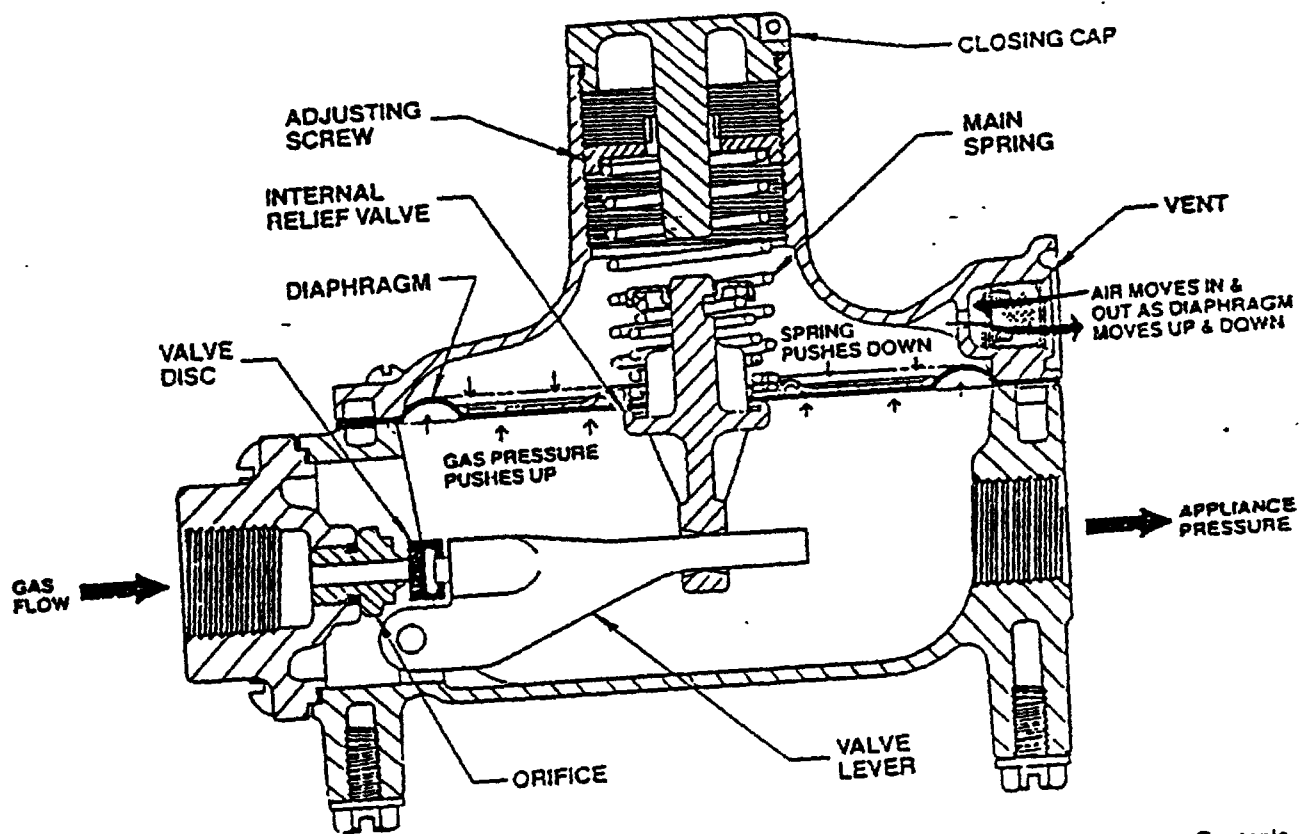 CLOSING CAP
ADJUSTING
SCREW
MAIN
SPRING
INTERNAL
RELIEF VALVE
VENT
DIAPHRAGM
AIR MOVES IN &
OUT AS DIAPHRAGM
MOVES UP & DOWN
SPRING
PUSHES DOWN
VALVE
DISC
GAS PRESSURE
PUSHES UP
APPLIANCE
PRESSURE
GAS
FLOW
VALVE
LEVER
ORIFICE